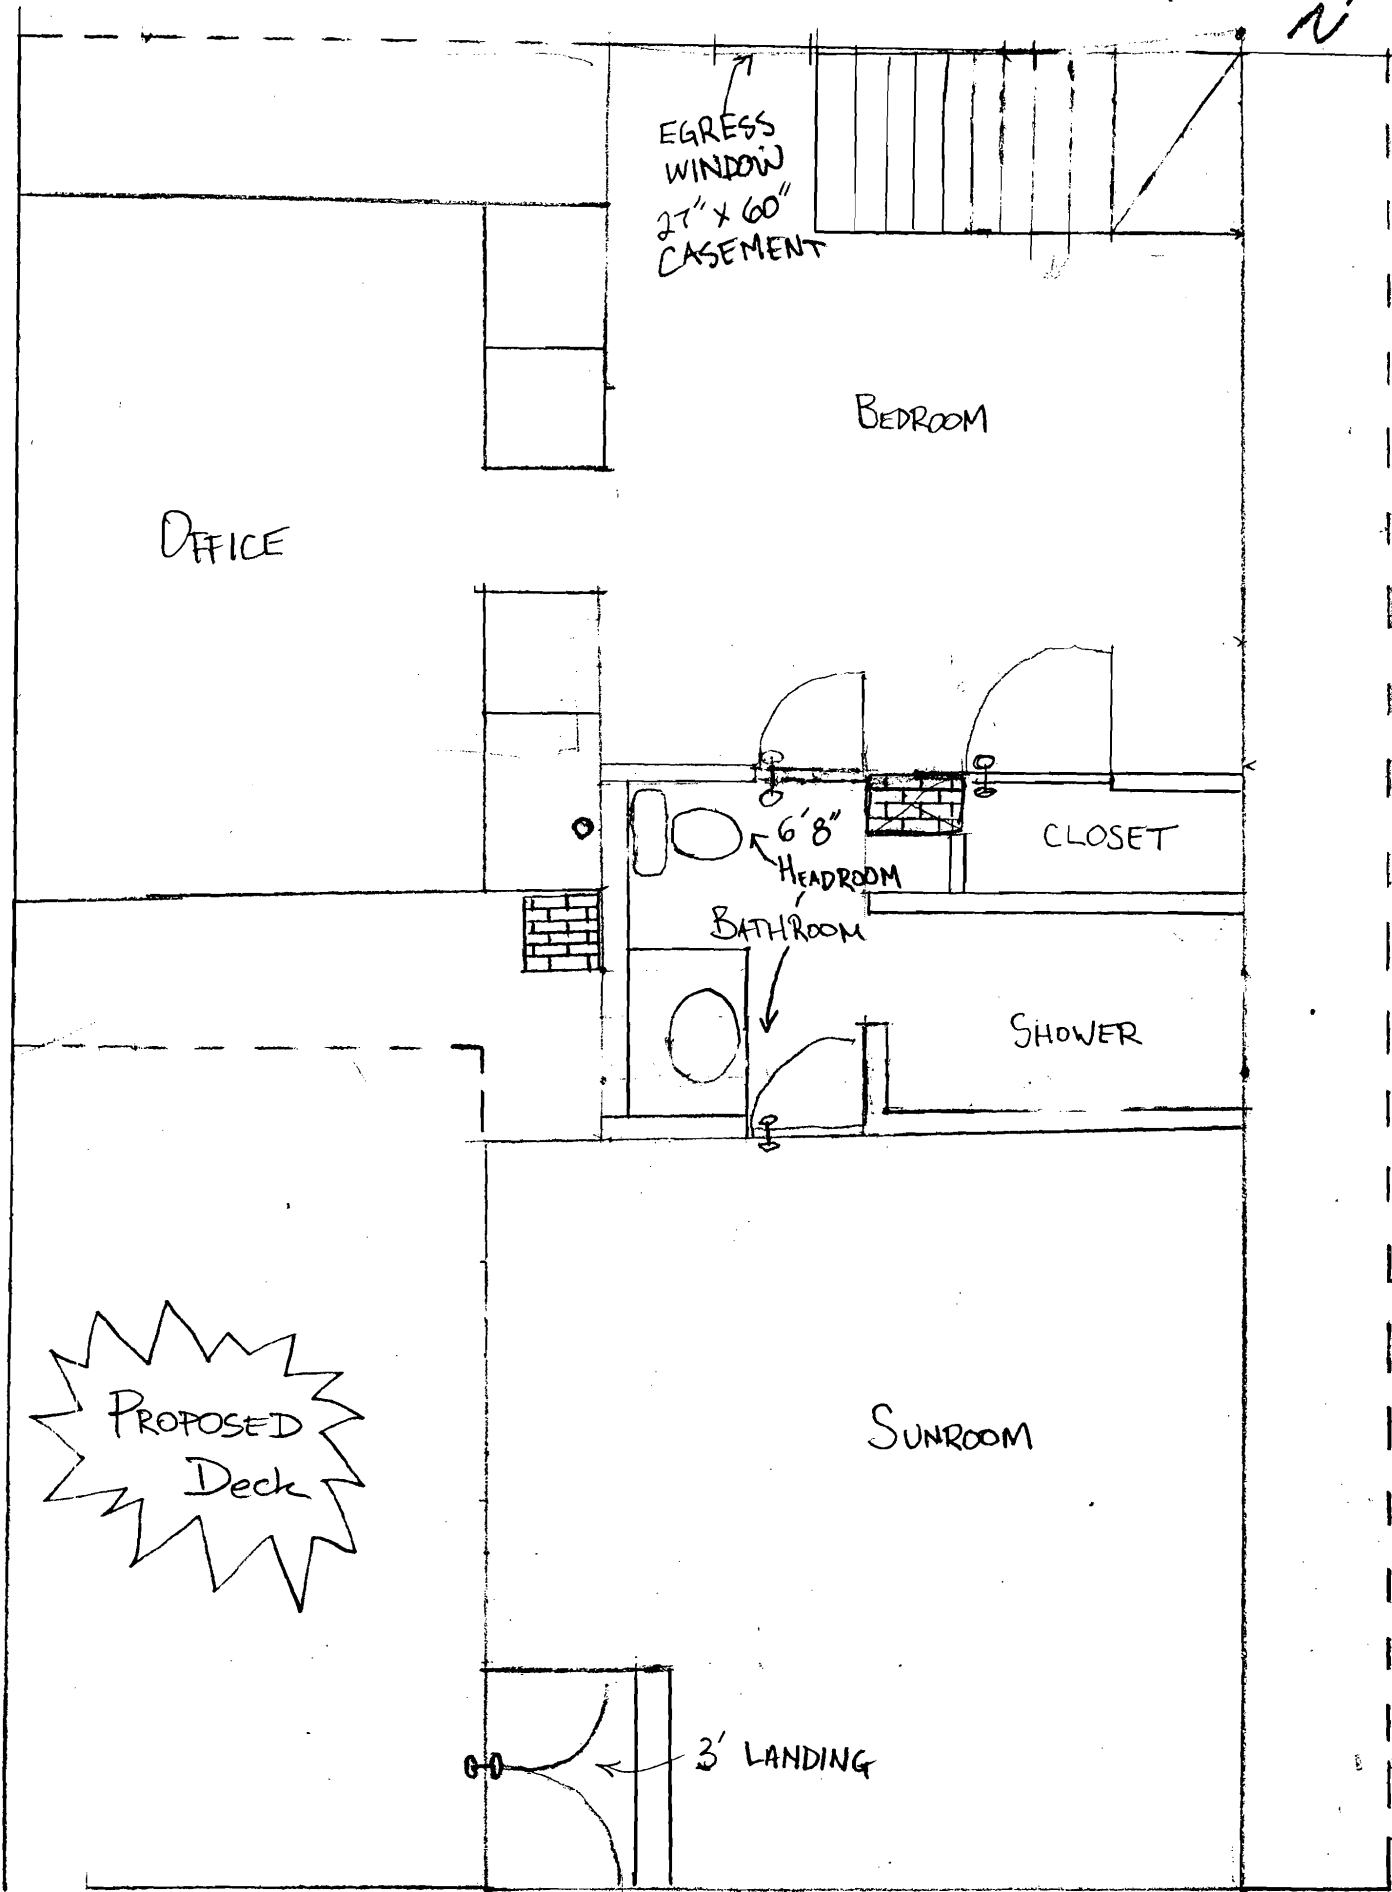 N
EGRESS
WINDOW
27" X 60"
CASEMENT
BEDROOM
OFFICE
6'8"
HEADROOM
CLOSET
BATHROOM
SHOWER
PROPOSED
Deck
SUNROOM
3' LANDING